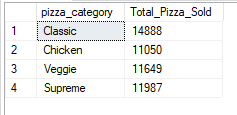 pizza_category Total_Pizza_Sold
1 Classic 14888
2 Chicken 11050
3 Veggie 11649
4 Supreme 11987